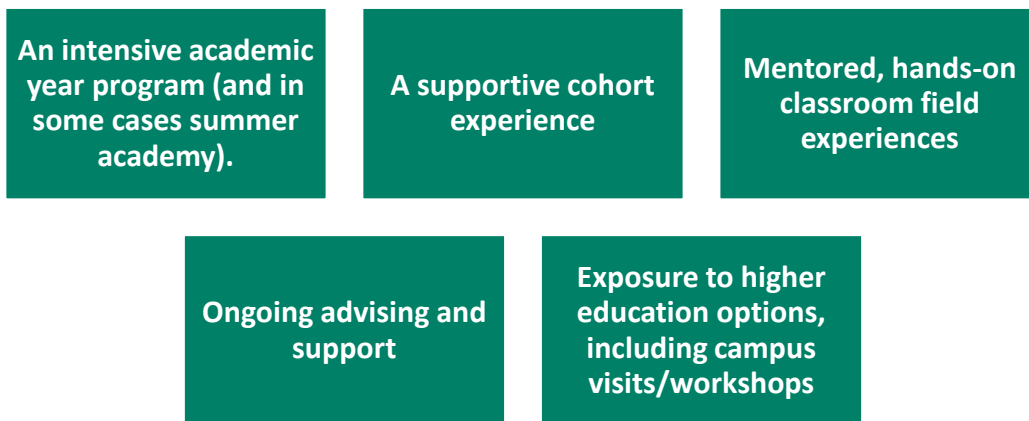 An intensive academic
year program (and in
some cases summer
academy).
A supportive cohort
experience
Mentored, hands-on
classroom field
experiences
Ongoing advising and
support
Exposure to higher
education options,
including campus
visits/workshops